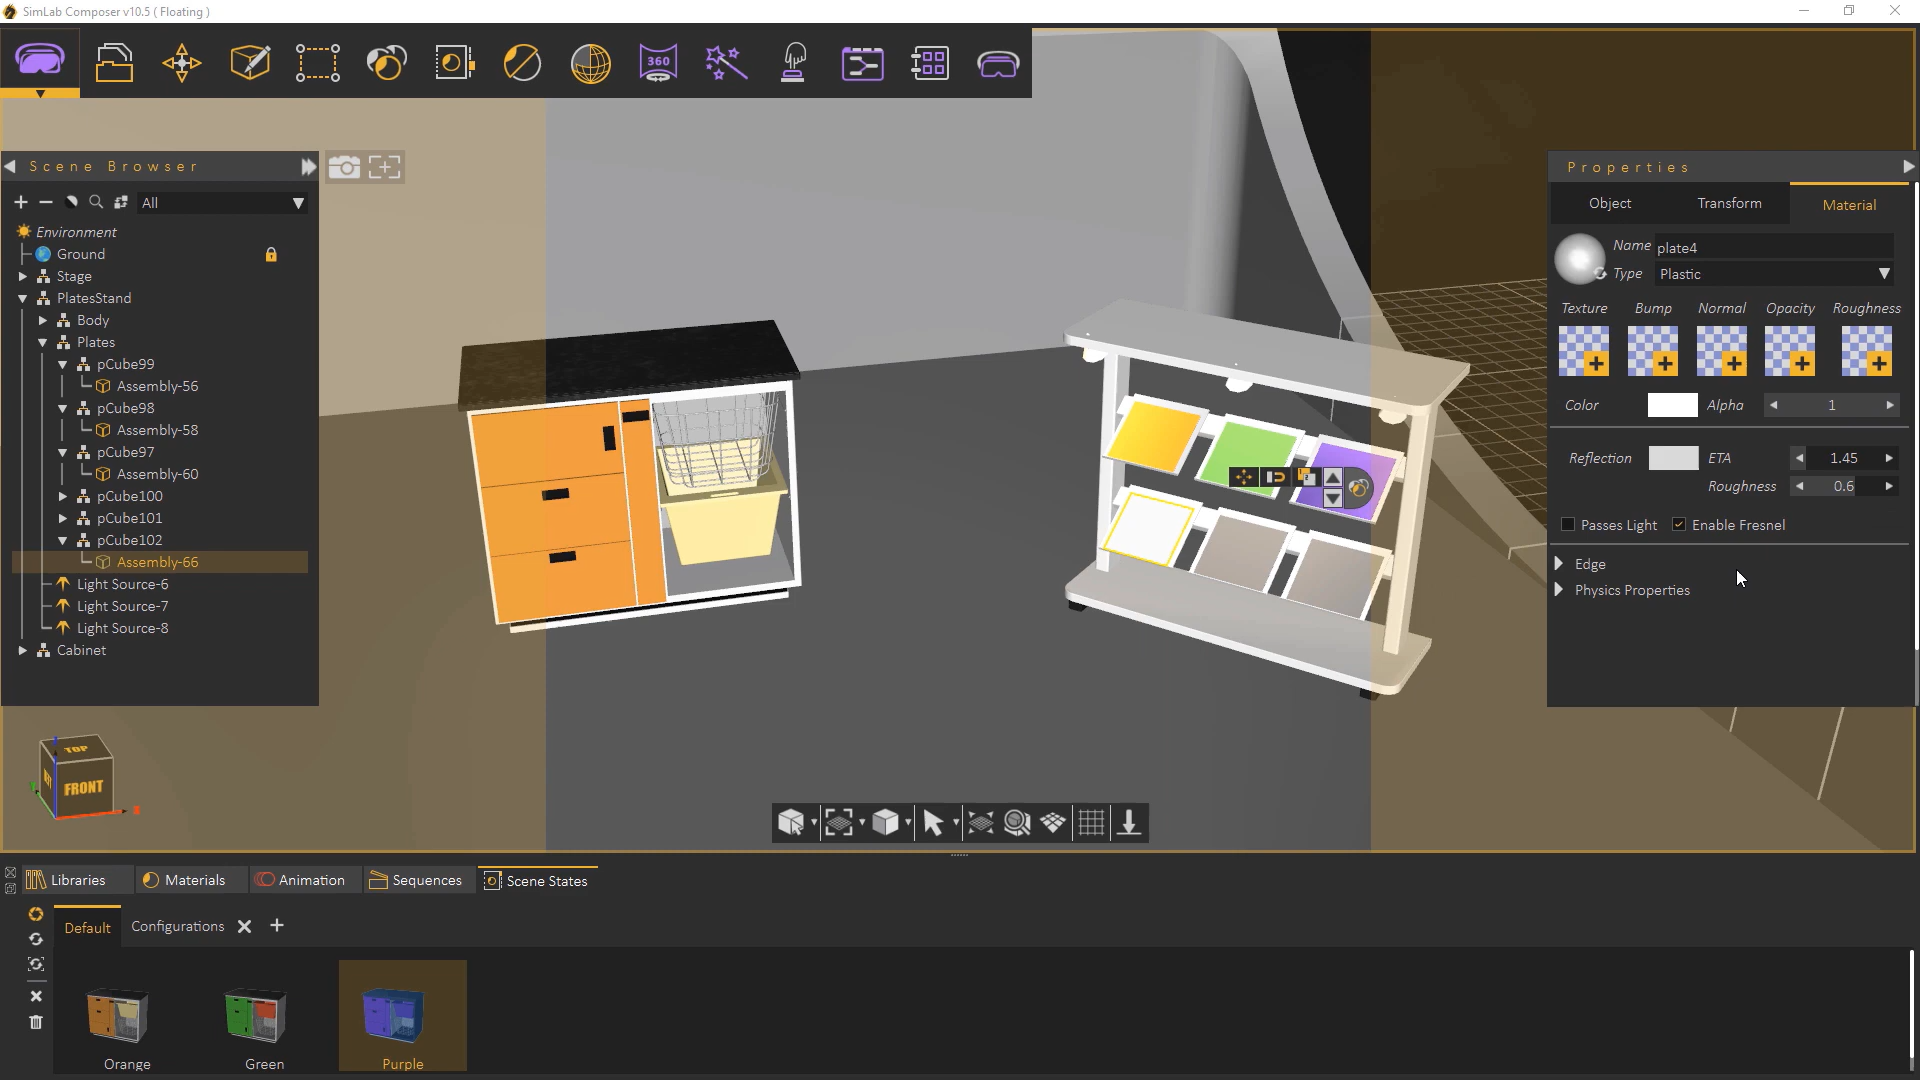 SimLab Composer v10.5 ( Floating )
360
Scene Browser
All
Environment
Ground
Stage
PlatesStand
Body
Plates
pCube99
Assembly-56
pCube98
Assembly-58
pCube97
Assembly-60
pCube100
pCube101
pCube102
Assembly-66
Light Source-6
Light Source-7
Light Source-8
Cabinet
Properties
Object Transform Material
Name plate4
Type Plastic
Texture Bump Normal Opacity Roughness
Color Alpha 1
Reflection ETA 1.45
Roughness 0.6
Passes Light Enable Fresnel
Edge
Physics Properties
TOP
FRONT
Libraries Materials Animation Sequences Scene States
Default Configurations
Orange Green Purple